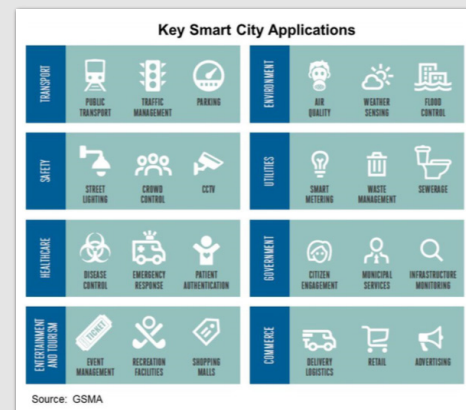 Key Smart City Applications
TRANSPORT
PUBLIC
TRANSPORT
TRAFFIC
MANAGEMENT
PARKING
ENVIRONMENT
AIR
QUALITY
WEATHER
SENSING
FLOOD
CONTROL
SAFETY
STREET
LIGHTING
CROWD
CONTROL
CCTV
UTILITIES
SMART
METERING
WASTE
MANAGEMENT
SEWERAGE
HEALTHCARE
DISEASE
CONTROL
EMERGENCY
RESPONSE
PATIENT
AUTHENTICATION
GOVERNMENT
CITIZEN
ENGAGEMENT
MUNICIPAL
SERVICES
INFRASTRUCTURE
MONITORING
ENTERTAINMENT
AND TOURISM
TICKET
EVENT
MANAGEMENT
RECREATION
FACILITIES
SHOPPING
MALLS
COMMERCE
DELIVERY
LOGISTICS
RETAIL
ADVERTISING
Source: GSMA